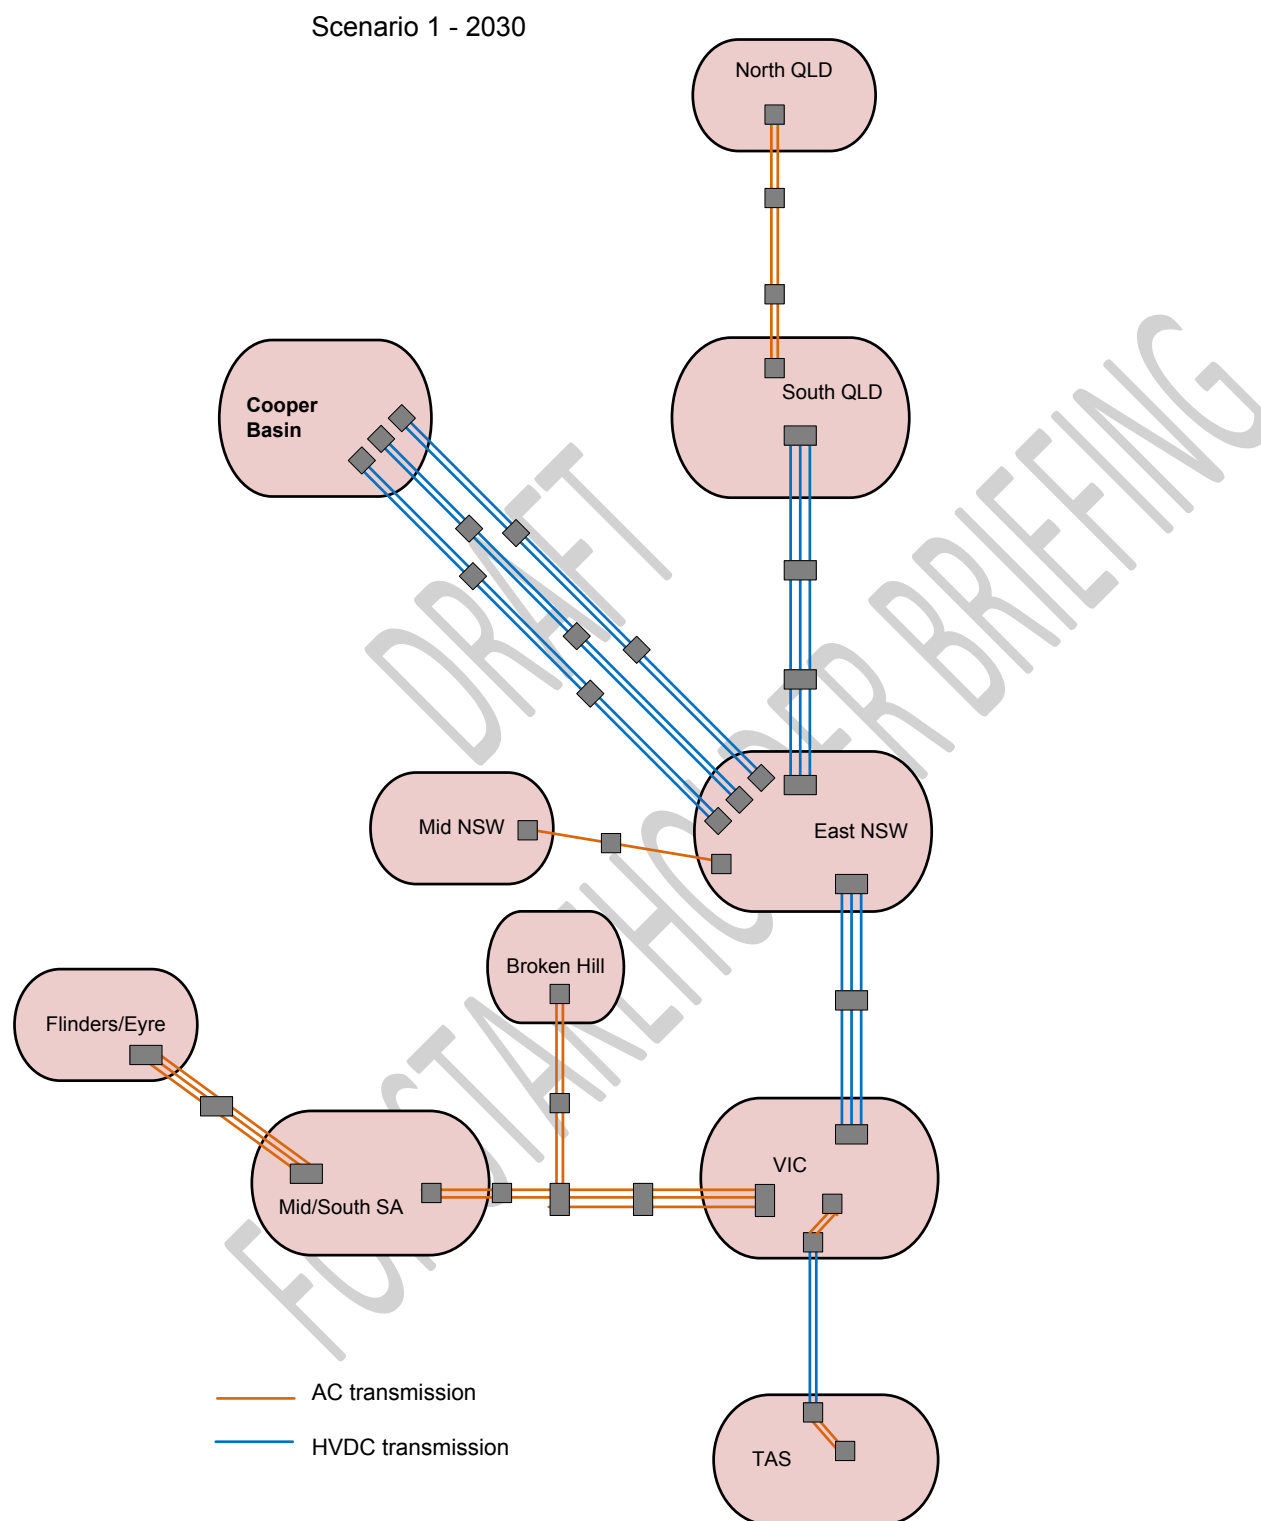 Scenario 1 - 2030
North QLD
South QLD
Cooper
Basin
Mid NSW
East NSW
Broken Hill
Flinders/Eyre
VIC
Mid/South SA
AC transmission
HVDC transmission
TAS
DRAFT
FOR STAKEHOLDER BRIEFING